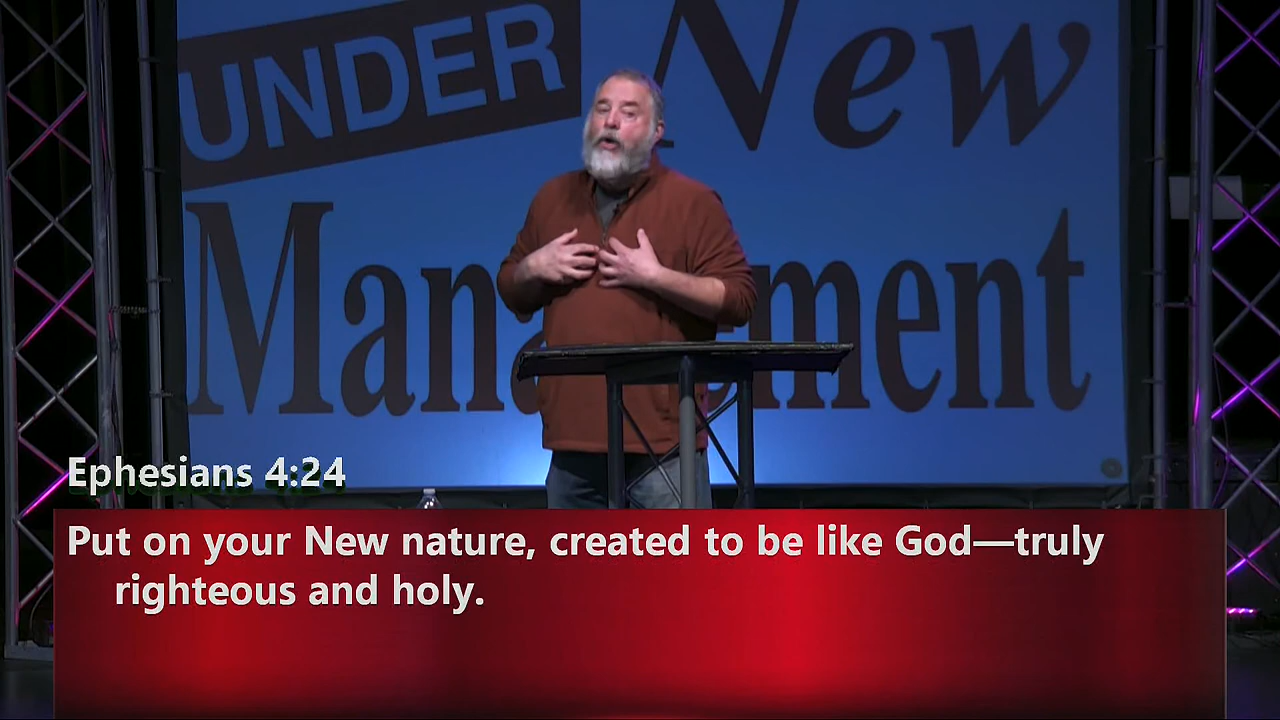 UNDER New
Management
Ephesians 4:24
Put on your New nature, created to be like God—truly
righteous and holy.